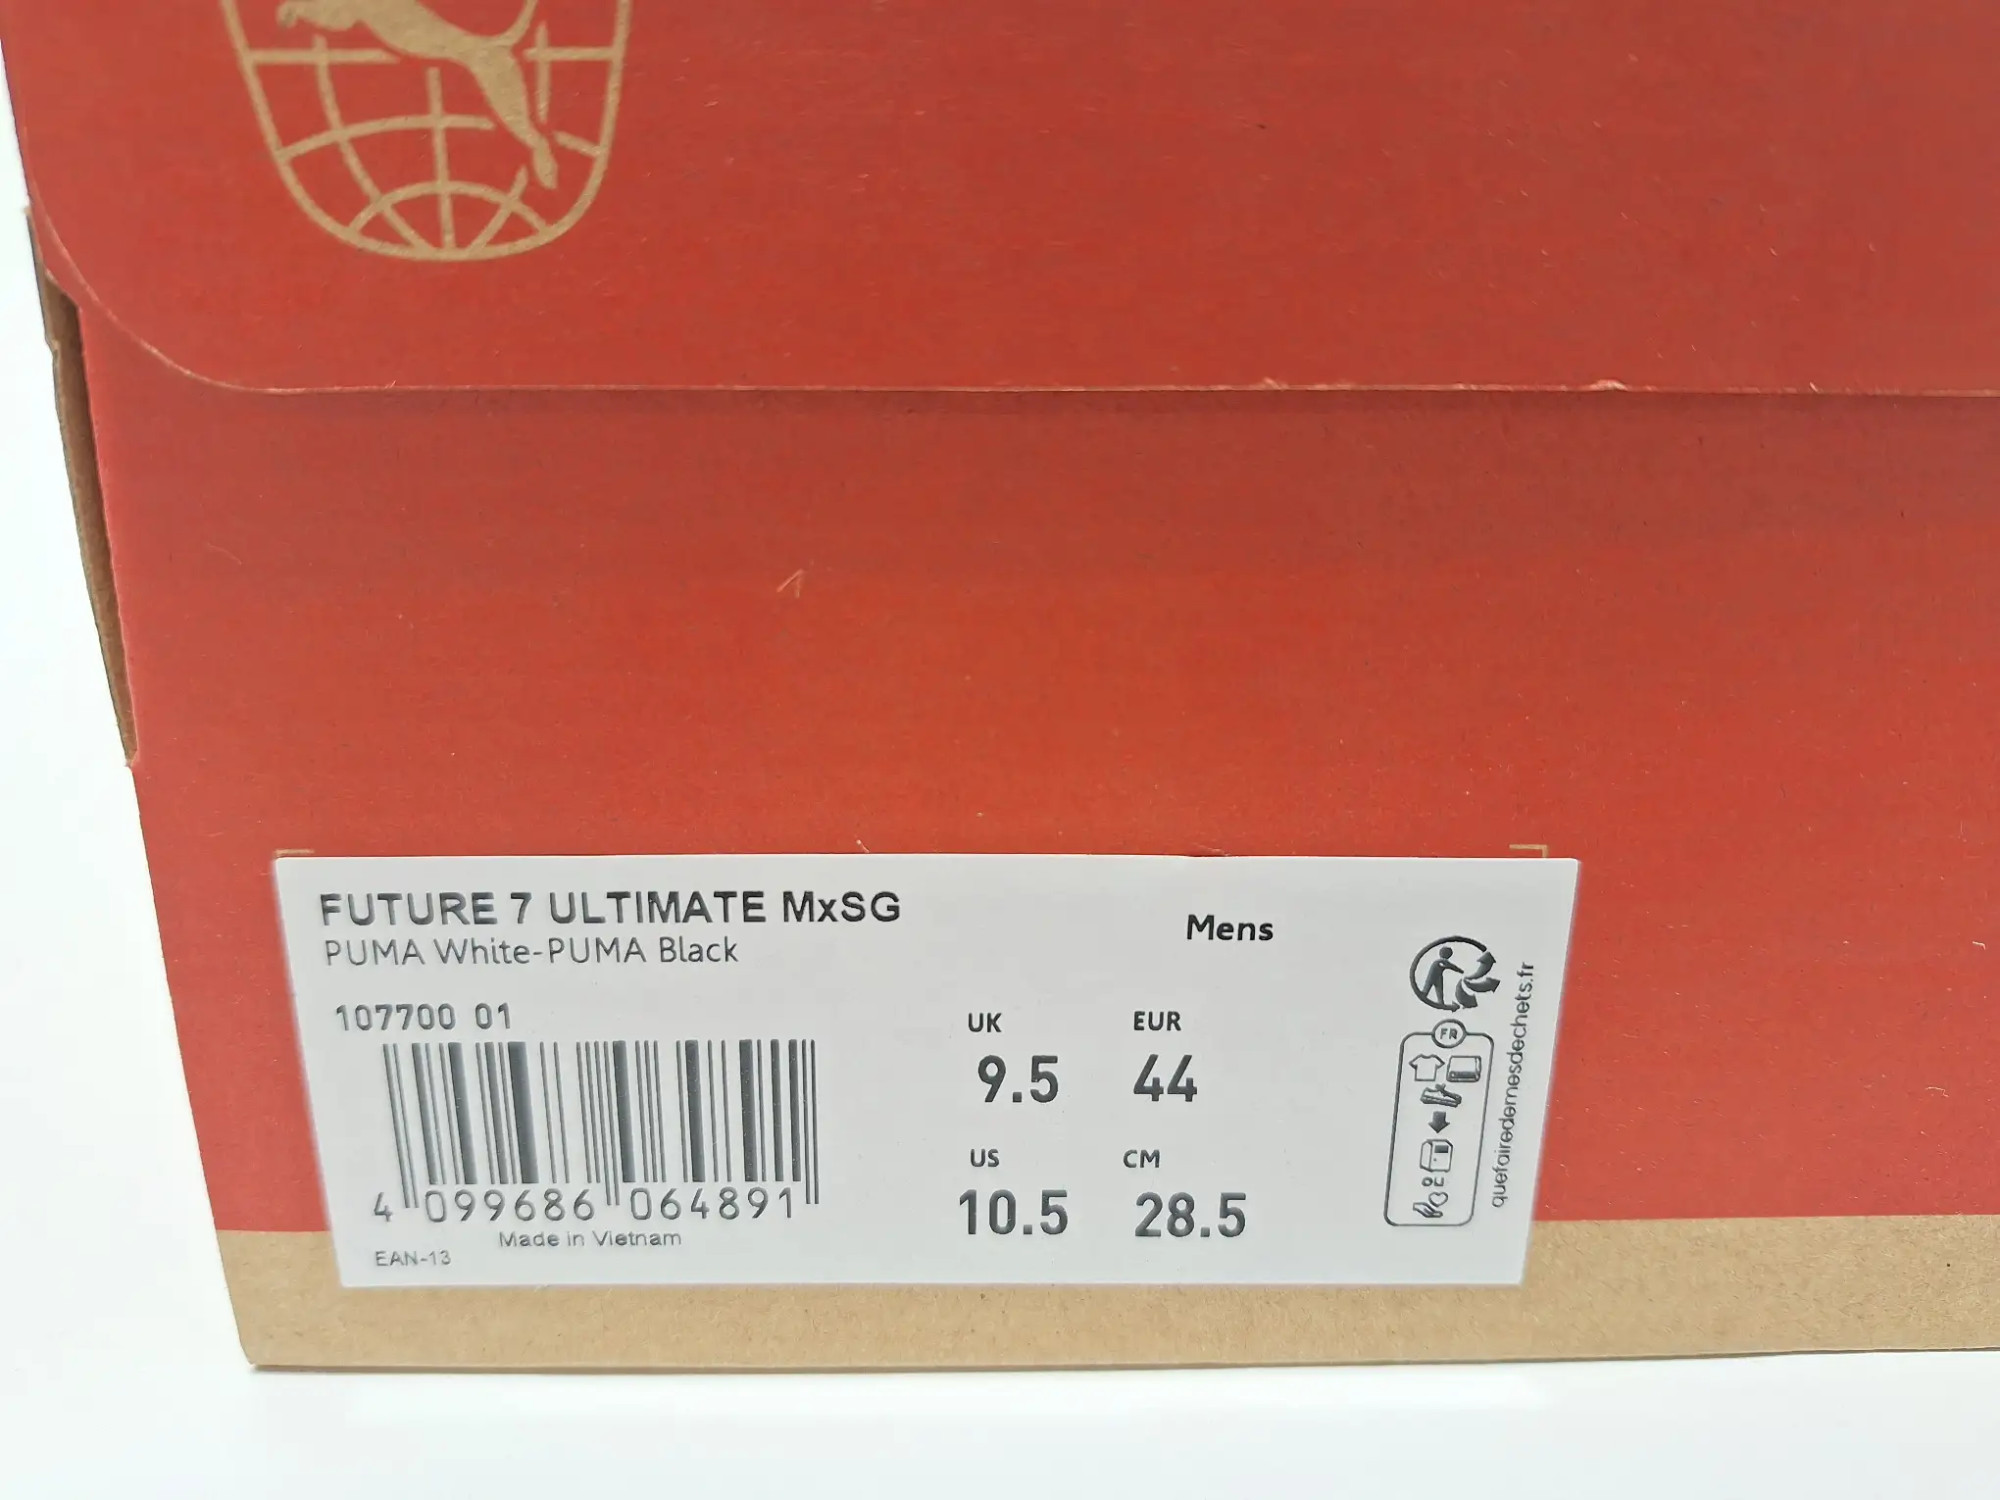 FUTURE 7 ULTIMATE MxSG
PUMA White-PUMA Black
Mens
107700 01
4 099686 064891
Made in Vietnam
EAN-13
UK
9.5
EUR
44
US
10.5
CM
28.5
FR
quefairedemesdechets.fr